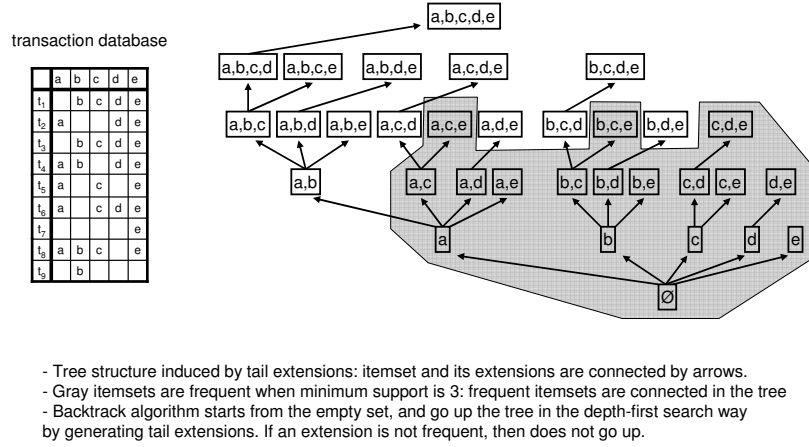 a,b,c,d,e
transaction database
a,b,c,d a,b,c,e a,b,d,e a,c,d,e b,c,d,e
a b c d e
t1 b c d e
t2 a d e
t3 b c d e
t4 a b d e
t5 a c e
t6 a c d e
t7 e
t8 a b c e
t9 b
a,b,c a,b,d a,b,e a,c,d a,c,e a,d,e b,c,d b,c,e b,d,e c,d,e
a,b a,c a,d a,e b,c b,d b,e c,d c,e d,e
a b c d e
Ø
- Tree structure induced by tail extensions: itemset and its extensions are connected by arrows.
- Gray itemsets are frequent when minimum support is 3: frequent itemsets are connected in the tree
- Backtrack algorithm starts from the empty set, and go up the tree in the depth-first search way
by generating tail extensions. If an extension is not frequent, then does not go up.